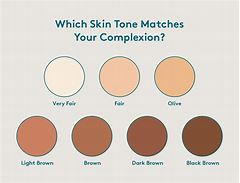 Which Skin Tone Matches
Your Complexion?
Very Fair Fair Olive
Light Brown Brown Dark Brown Black Brown